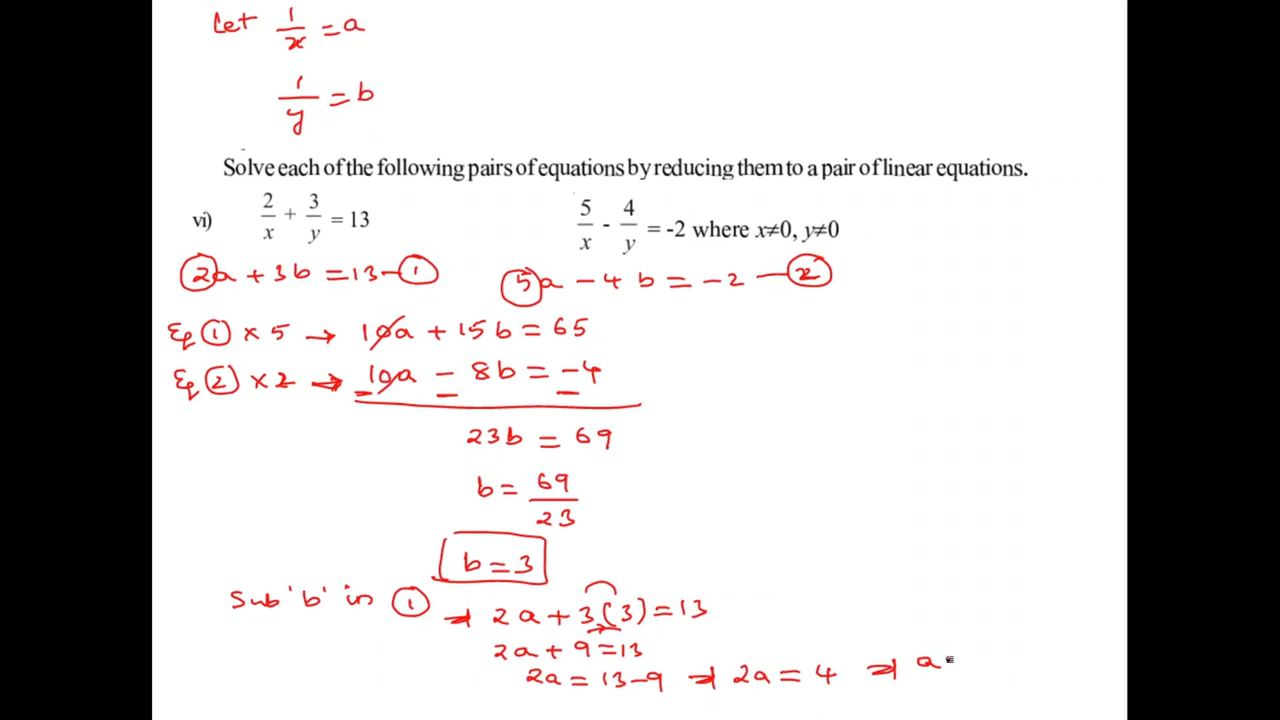 Let 1/x = a
1/y = b
Solve each of the following pairs of equations by reducing them to a pair of linear equations.
vi) 2/x + 3/y = 13 5/x - 4/y = -2 where x≠0, y≠0
2a + 3b = 13 — ① 5a - 4b = -2 — ②
Eq ① × 5 → 10a + 15b = 65
Eq ② × 2 → 10a - 8b = -4
— — —
23b = 69
b = 69/23
b = 3
Sub 'b' in ① ⇒ 2a + 3(3) = 13
2a + 9 = 13
2a = 13-9 ⇒ 2a = 4 ⇒ a